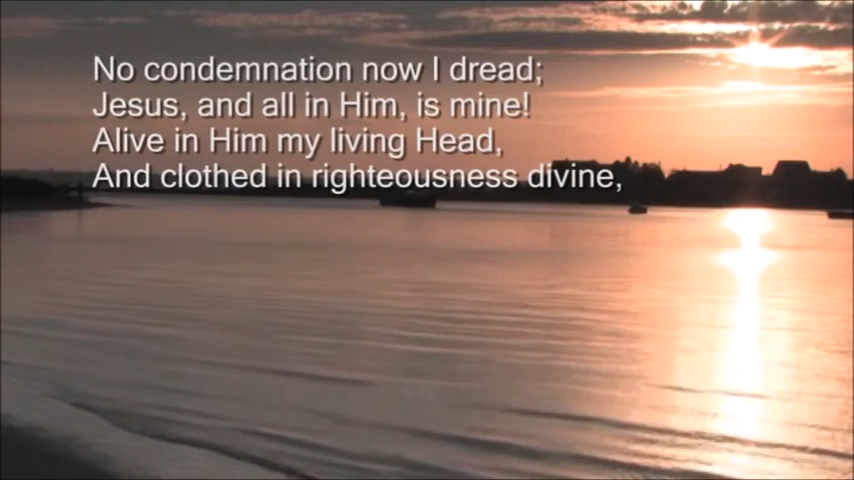 No condemnation now I dread;
Jesus, and all in Him, is mine!
Alive in Him my living Head,
And clothed in righteousness divine,